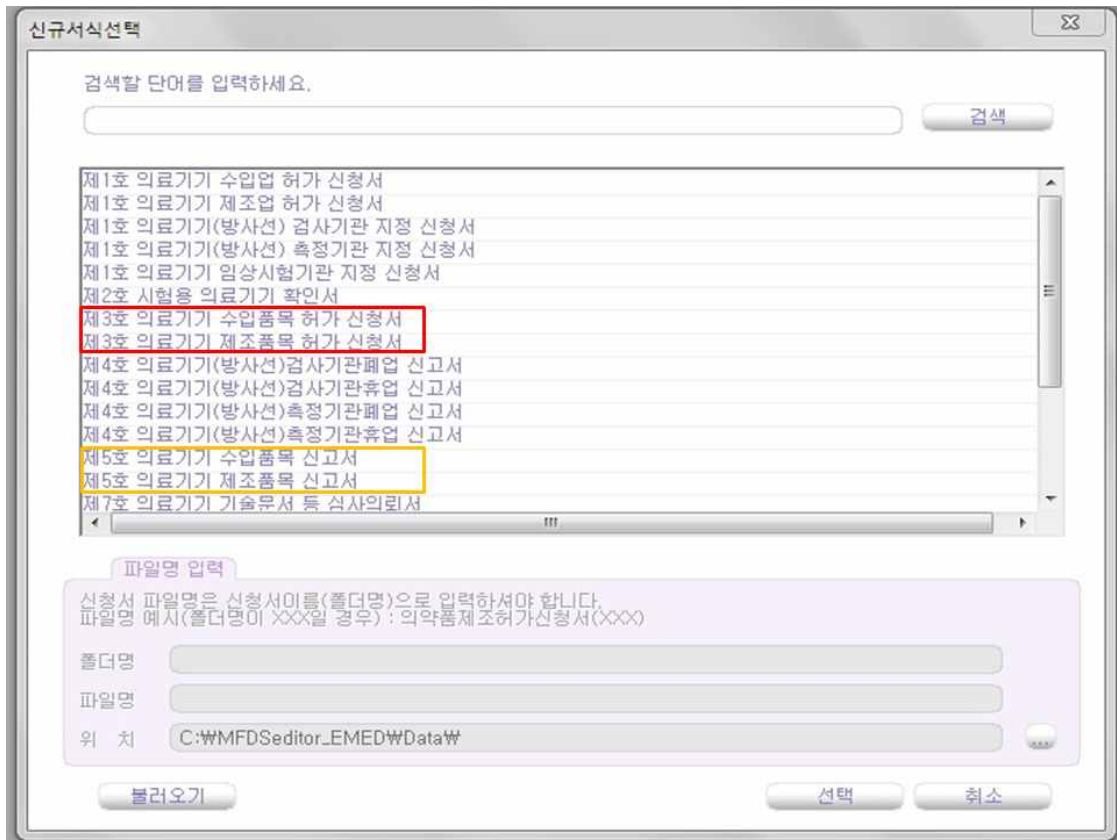 신규서식선택
검색할 단어를 입력하세요.
검색
제1호 의료기기 수입업 허가 신청서
제1호 의료기기 제조업 허가 신청서
제1호 의료기기(방사선) 검사기관 지정 신청서
제1호 의료기기(방사선) 측정기관 지정 신청서
제1호 의료기기 임상시험기관 지정 신청서
제2호 시험용 의료기기 확인서
제3호 의료기기 수입품목 허가 신청서
제3호 의료기기 제조품목 허가 신청서
제4호 의료기기(방사선)검사기관폐업 신고서
제4호 의료기기(방사선)검사기관휴업 신고서
제4호 의료기기(방사선)측정기관폐업 신고서
제4호 의료기기(방사선)측정기관휴업 신고서
제5호 의료기기 수입품목 신고서
제5호 의료기기 제조품목 신고서
제7호 의료기기 기술문서 등 심사의뢰서
파일명 입력
신청서 파일명은 신청서이름(폴더명)으로 입력하셔야 합니다.
파일명 예시(폴더명이 XXX일 경우) : 의약품제조허가신청서(XXX)
폴더명
파일명
위 치 C:₩MFDSeditor_EMED₩Data₩
...
불러오기 선택 취소